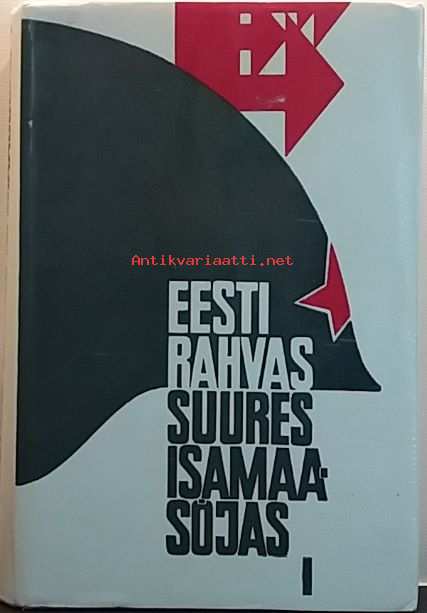 Antikvariaatti.net
EESTI
RAHVAS
SUURES
ISAMAA-
SÕJAS
I